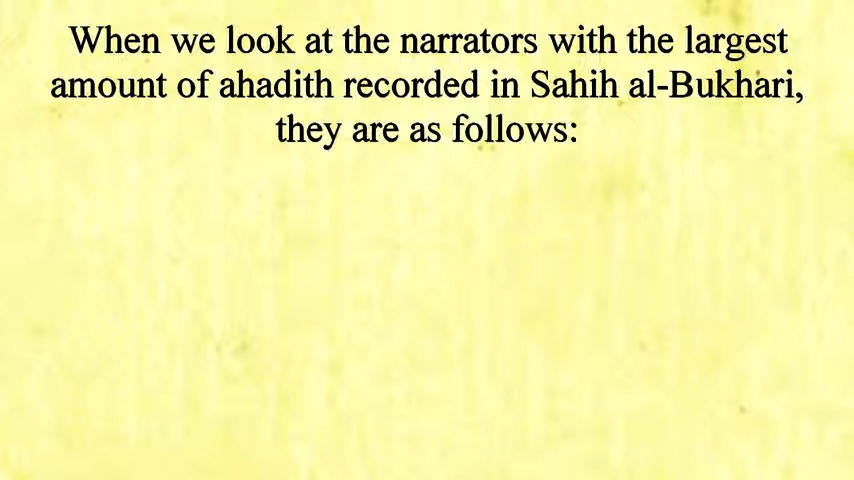 When we look at the narrators with the largest
amount of ahadith recorded in Sahih al-Bukhari,
they are as follows: